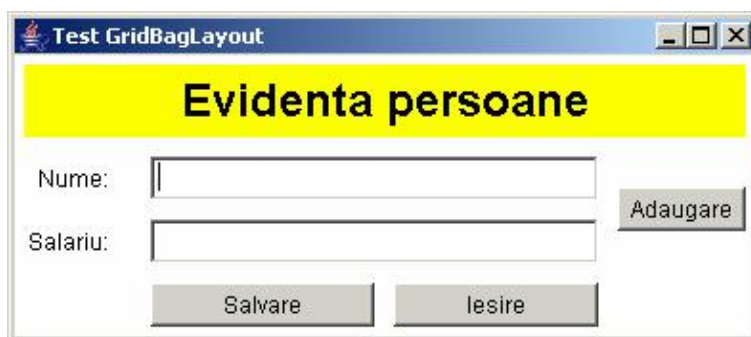 Test GridBagLayout
Evidenta persoane
Nume:
Adaugare
Salariu:
Salvare Iesire